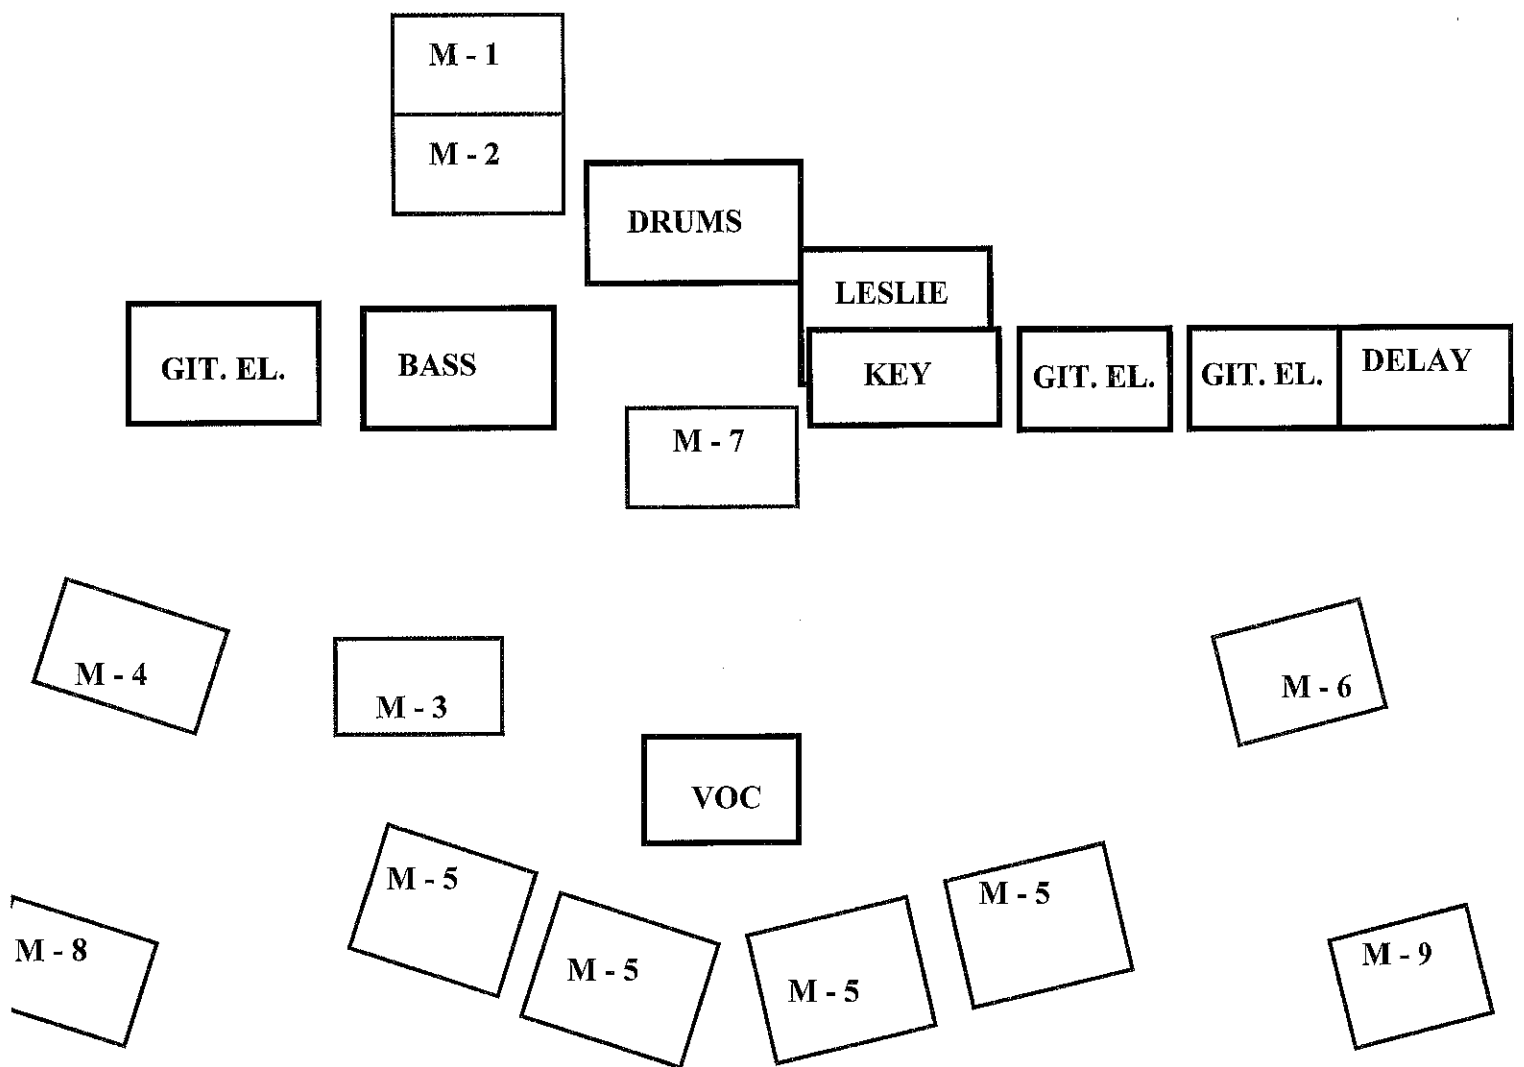 M - 1
M - 2
DRUMS
LESLIE
GIT. EL.
BASS
KEY
GIT. EL.
GIT. EL.
DELAY
M - 7
M - 4
M - 3
M - 6
VOC
M - 5
M - 5
M - 5
M - 5
M - 8
M - 9